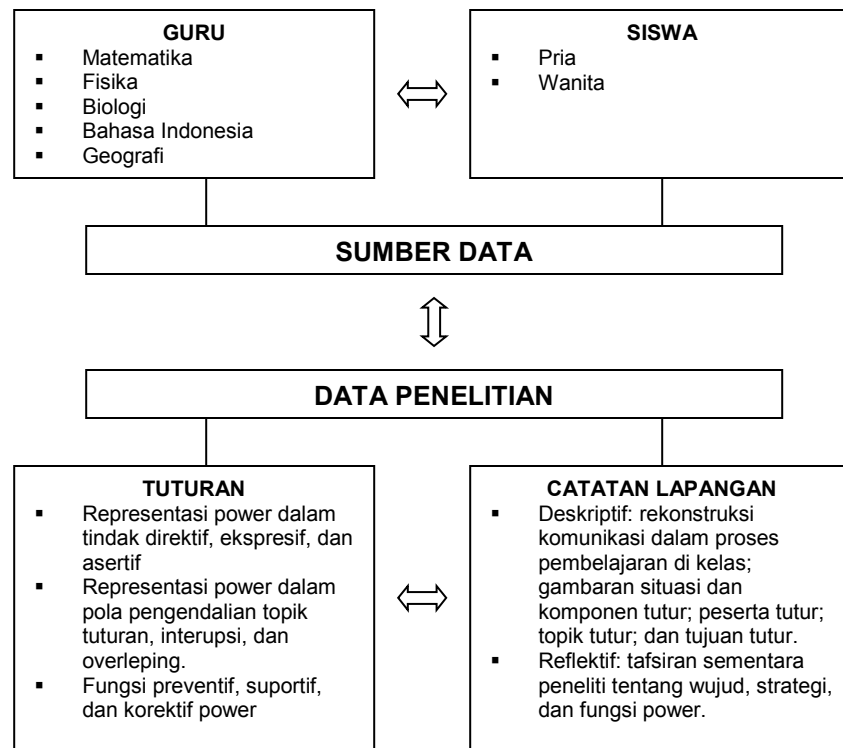 GURU
▪ Matematika
▪ Fisika
▪ Biologi
▪ Bahasa Indonesia
▪ Geografi
SISWA
▪ Pria
▪ Wanita
SUMBER DATA
DATA PENELITIAN
TUTURAN
▪ Representasi power dalam
tindak direktif, ekspresif, dan
asertif
▪ Representasi power dalam
pola pengendalian topik
tuturan, interupsi, dan
overleping.
▪ Fungsi preventif, suportif,
dan korektif power
CATATAN LAPANGAN
▪ Deskriptif: rekonstruksi
komunikasi dalam proses
pembelajaran di kelas;
gambaran situasi dan
komponen tutur; peserta tutur;
topik tutur; dan tujuan tutur.
▪ Reflektif: tafsiran sementara
peneliti tentang wujud, strategi,
dan fungsi power.